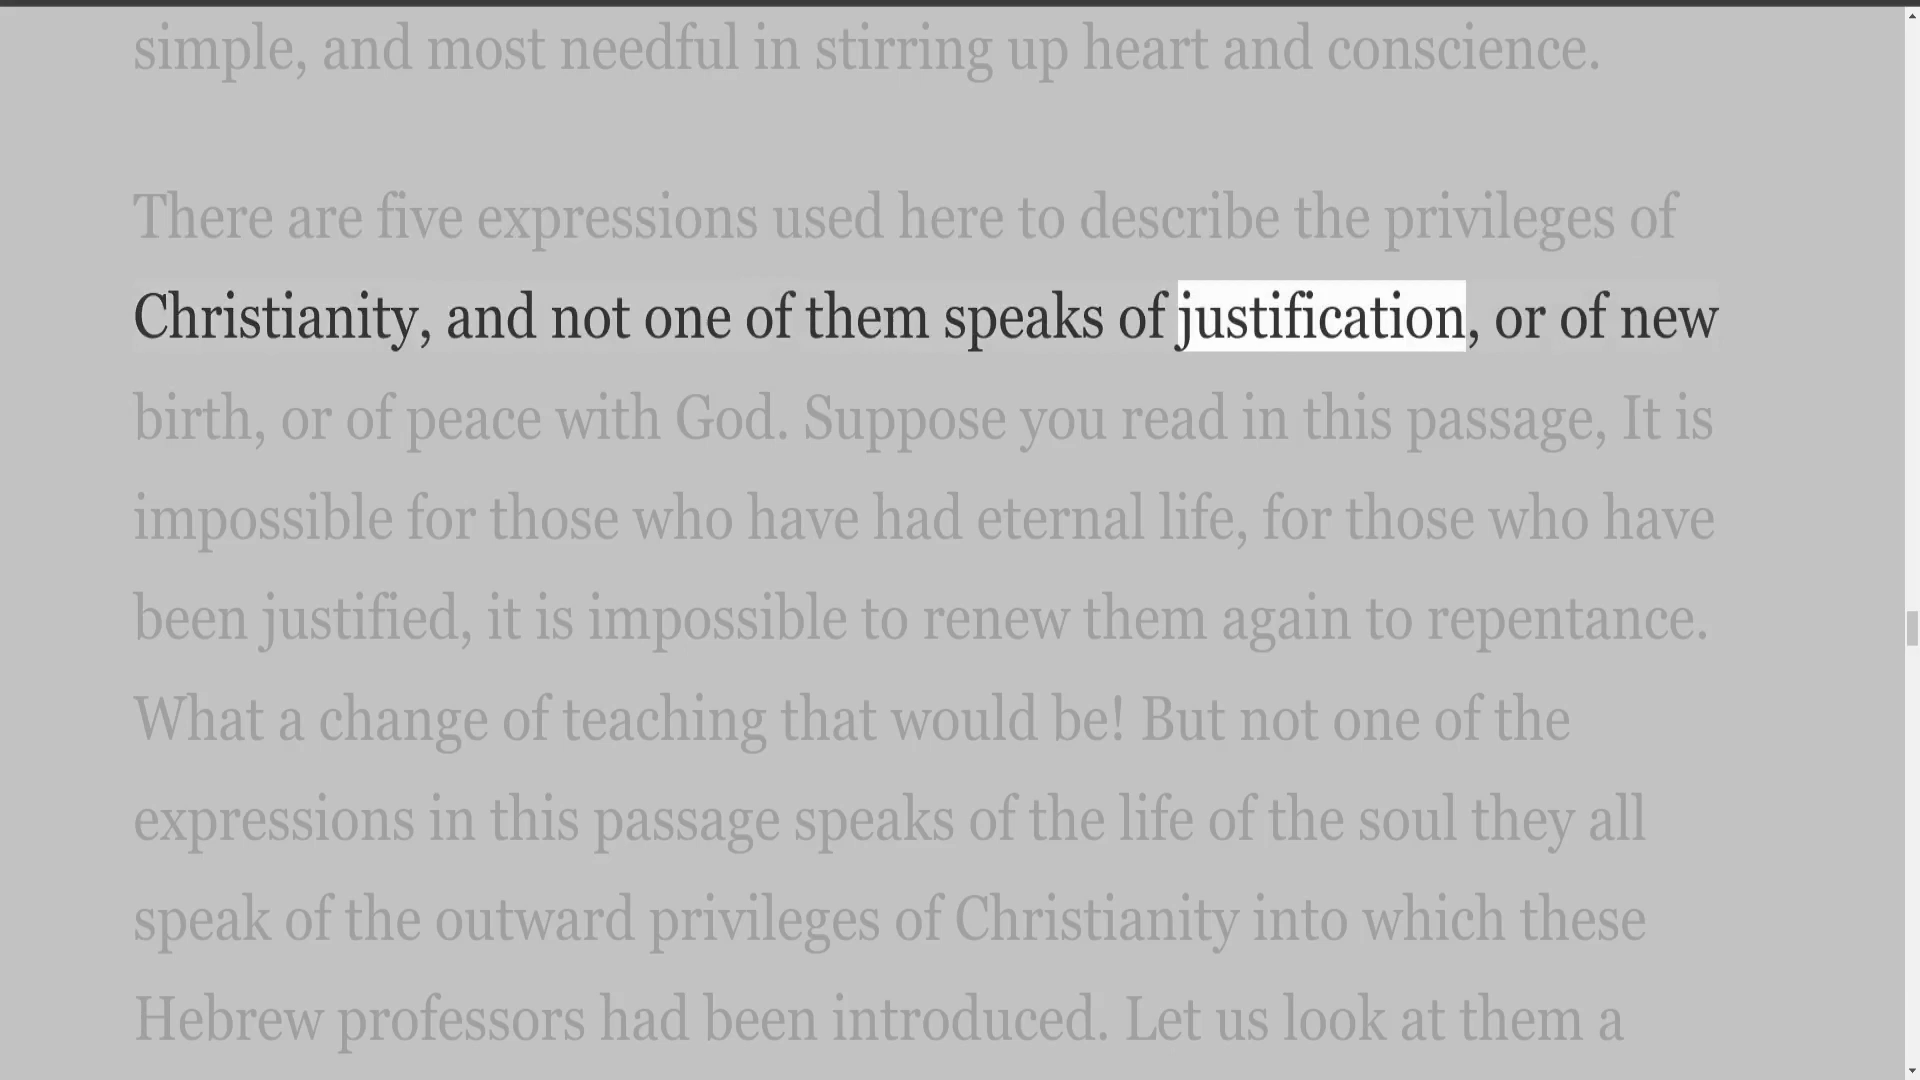 simple, and most needful in stirring up heart and conscience.
There are five expressions used here to describe the privileges of
Christianity, and not one of them speaks of justification, or of new
birth, or of peace with God. Suppose you read in this passage, It is
impossible for those who have had eternal life, for those who have
been justified, it is impossible to renew them again to repentance.
What a change of teaching that would be! But not one of the
expressions in this passage speaks of the life of the soul they all
speak of the outward privileges of Christianity into which these
Hebrew professors had been introduced. Let us look at them a